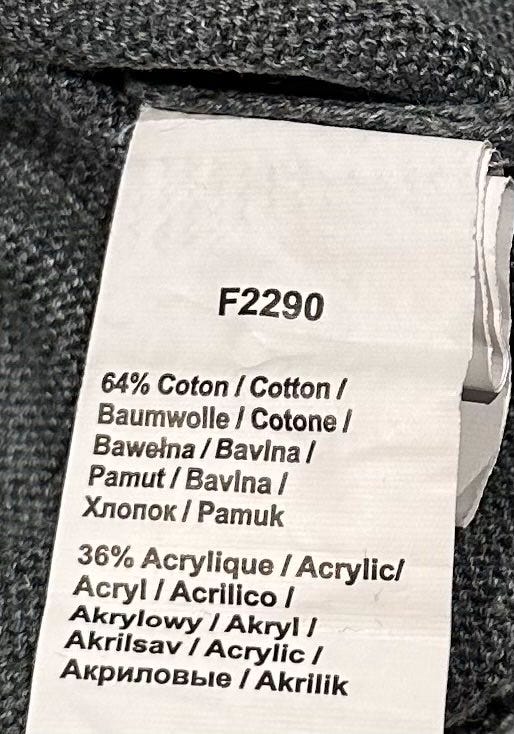 F2290
64% Coton / Cotton /
Baumwolle / Cotone /
Bawełna / Bavlna /
Pamut / Bavlna /
Хлопок / Pamuk
36% Acrylique / Acrylic/
Acryl / Acrilico /
Akrylowy / Akryl /
Akrilsav / Acrylic /
Акриловые / Akrilik